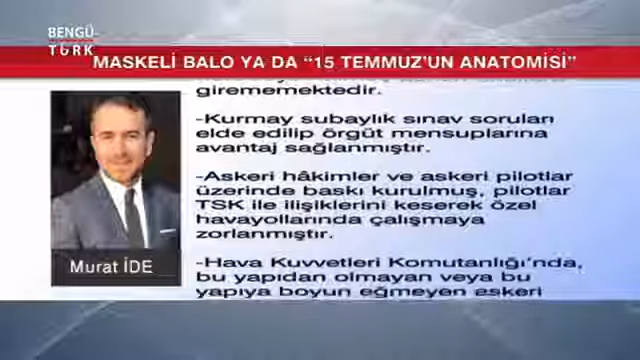 BENGÜ
TÜRK
MASKELİ BALO YA DA “15 TEMMUZ'UN ANATOMİSİ”
girememektedir.
-Kurmay subaylık sınav soruları
elde edilip örgüt mensuplarına
avantaj sağlanmıştır.
-Askeri hâkimler ve askeri pilotlar
üzerinde baskı kurulmuş, pilotlar
TSK ile ilişiklerini keserek özel
havayollarında çalışmaya
zorlanmıştır.
-Hava Kuvvetleri Komutanlığı'nda,
bu yapıdan olmayan veya bu
yapıya boyun eğmeyen askeri
Murat İDE